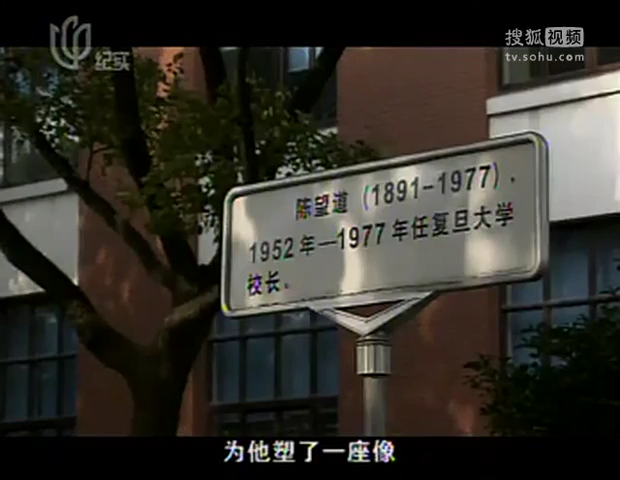 纪实
搜狐视频
tv.sohu.com
陈望道（1891-1977），
1952年—1977年任复旦大学
校长。
为他塑了一座像